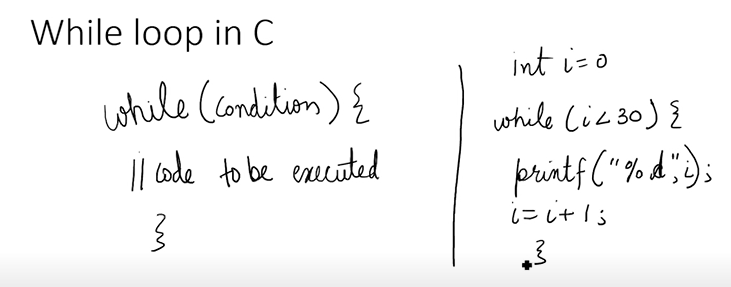 While loop in C
while (condition) {
// code to be executed
}
int i = 0
while (i < 30) {
printf("%d", i);
i = i + 1;
}